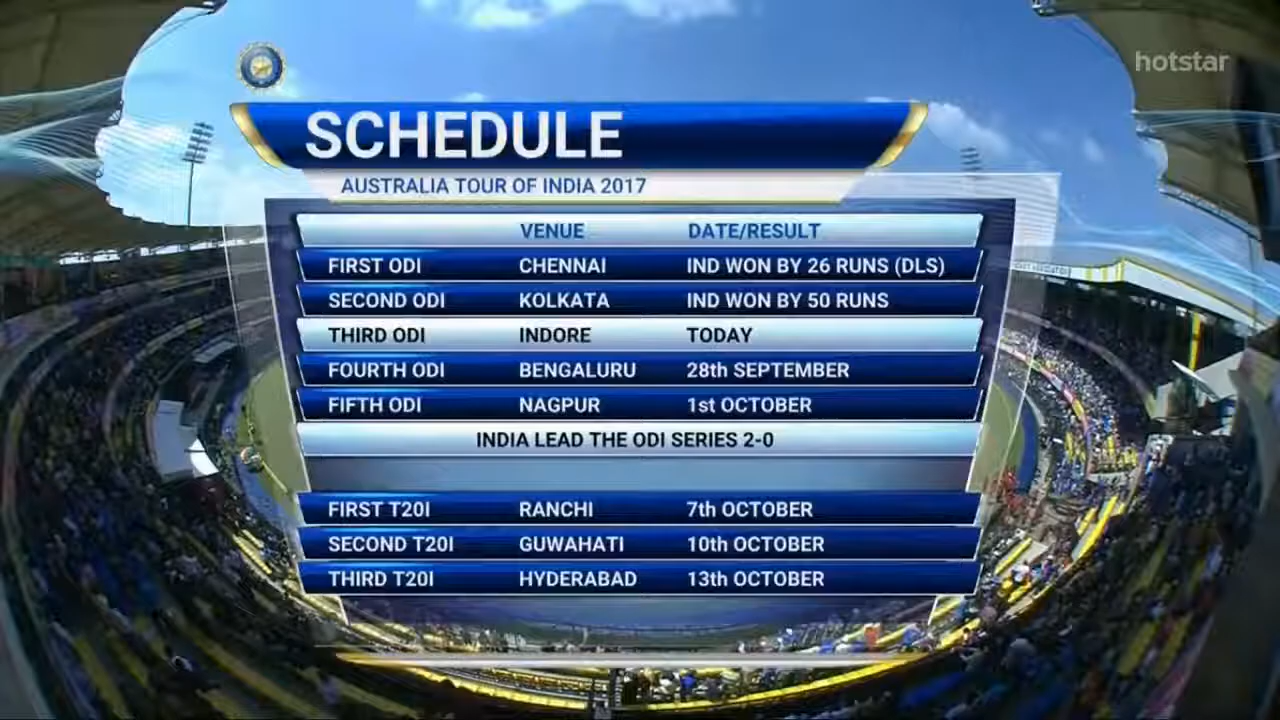 hotstar
SCHEDULE
AUSTRALIA TOUR OF INDIA 2017
VENUE DATE/RESULT
FIRST ODI CHENNAI IND WON BY 26 RUNS (DLS)
SECOND ODI KOLKATA IND WON BY 50 RUNS
THIRD ODI INDORE TODAY
FOURTH ODI BENGALURU 28th SEPTEMBER
FIFTH ODI NAGPUR 1st OCTOBER
INDIA LEAD THE ODI SERIES 2-0
FIRST T20I RANCHI 7th OCTOBER
SECOND T20I GUWAHATI 10th OCTOBER
THIRD T20I HYDERABAD 13th OCTOBER